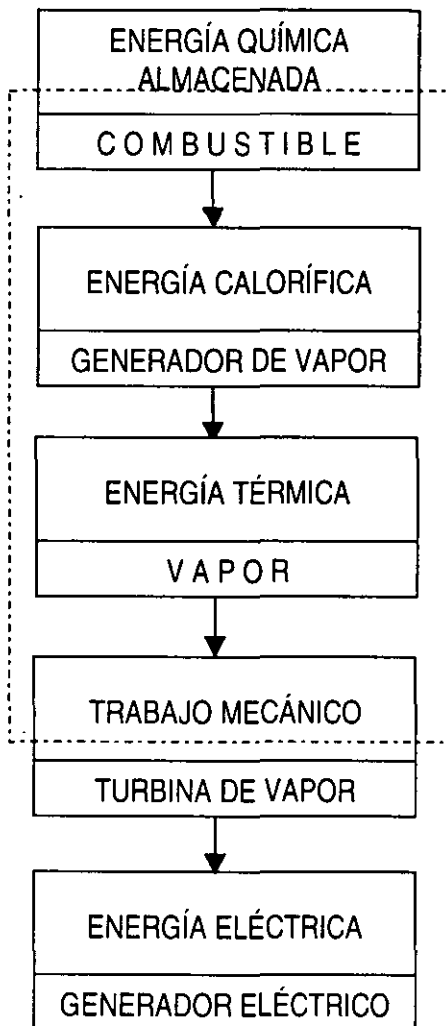 ENERGÍA QUÍMICA
ALMACENADA
COMBUSTIBLE
ENERGÍA CALORÍFICA
GENERADOR DE VAPOR
ENERGÍA TÉRMICA
VAPOR
TRABAJO MECÁNICO
TURBINA DE VAPOR
ENERGÍA ELÉCTRICA
GENERADOR ELÉCTRICO